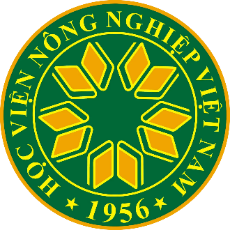 HỌC VIỆN NÔNG NGHIỆP VIỆT NAM
★ 1956 ★